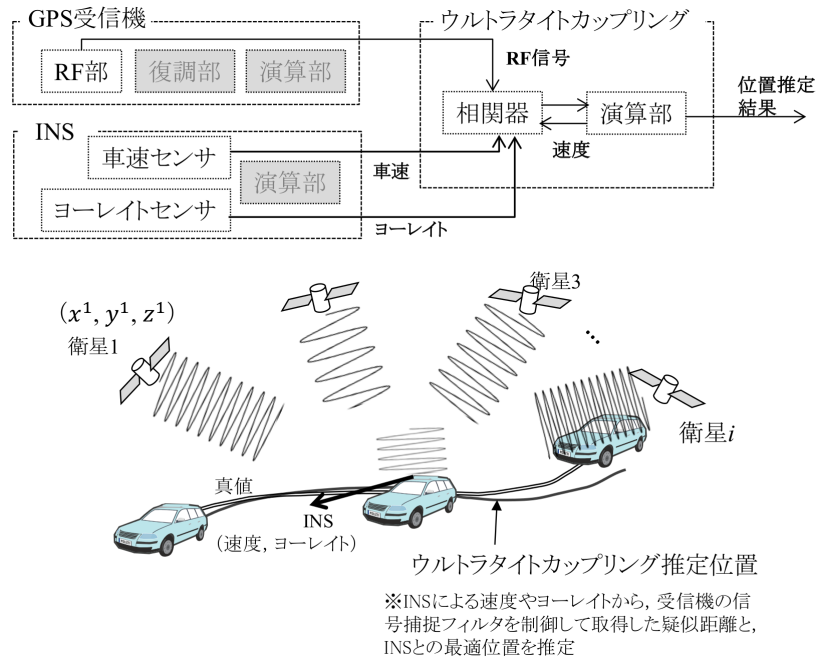 GPS受信機
ウルトラタイトカップリング
RF部
復調部
演算部
RF信号
相関器
演算部
位置推定
結果
速度
INS
車速センサ
演算部
車速
ヨーレイトセンサ
ヨーレイト
(x¹, y¹, z¹)
衛星1
衛星3
…
衛星i
真値
INS
(速度, ヨーレイト)
ウルトラタイトカップリング推定位置
※INSによる速度やヨーレイトから, 受信機の信
号捕捉フィルタを制御して取得した疑似距離と,
INSとの最適位置を推定